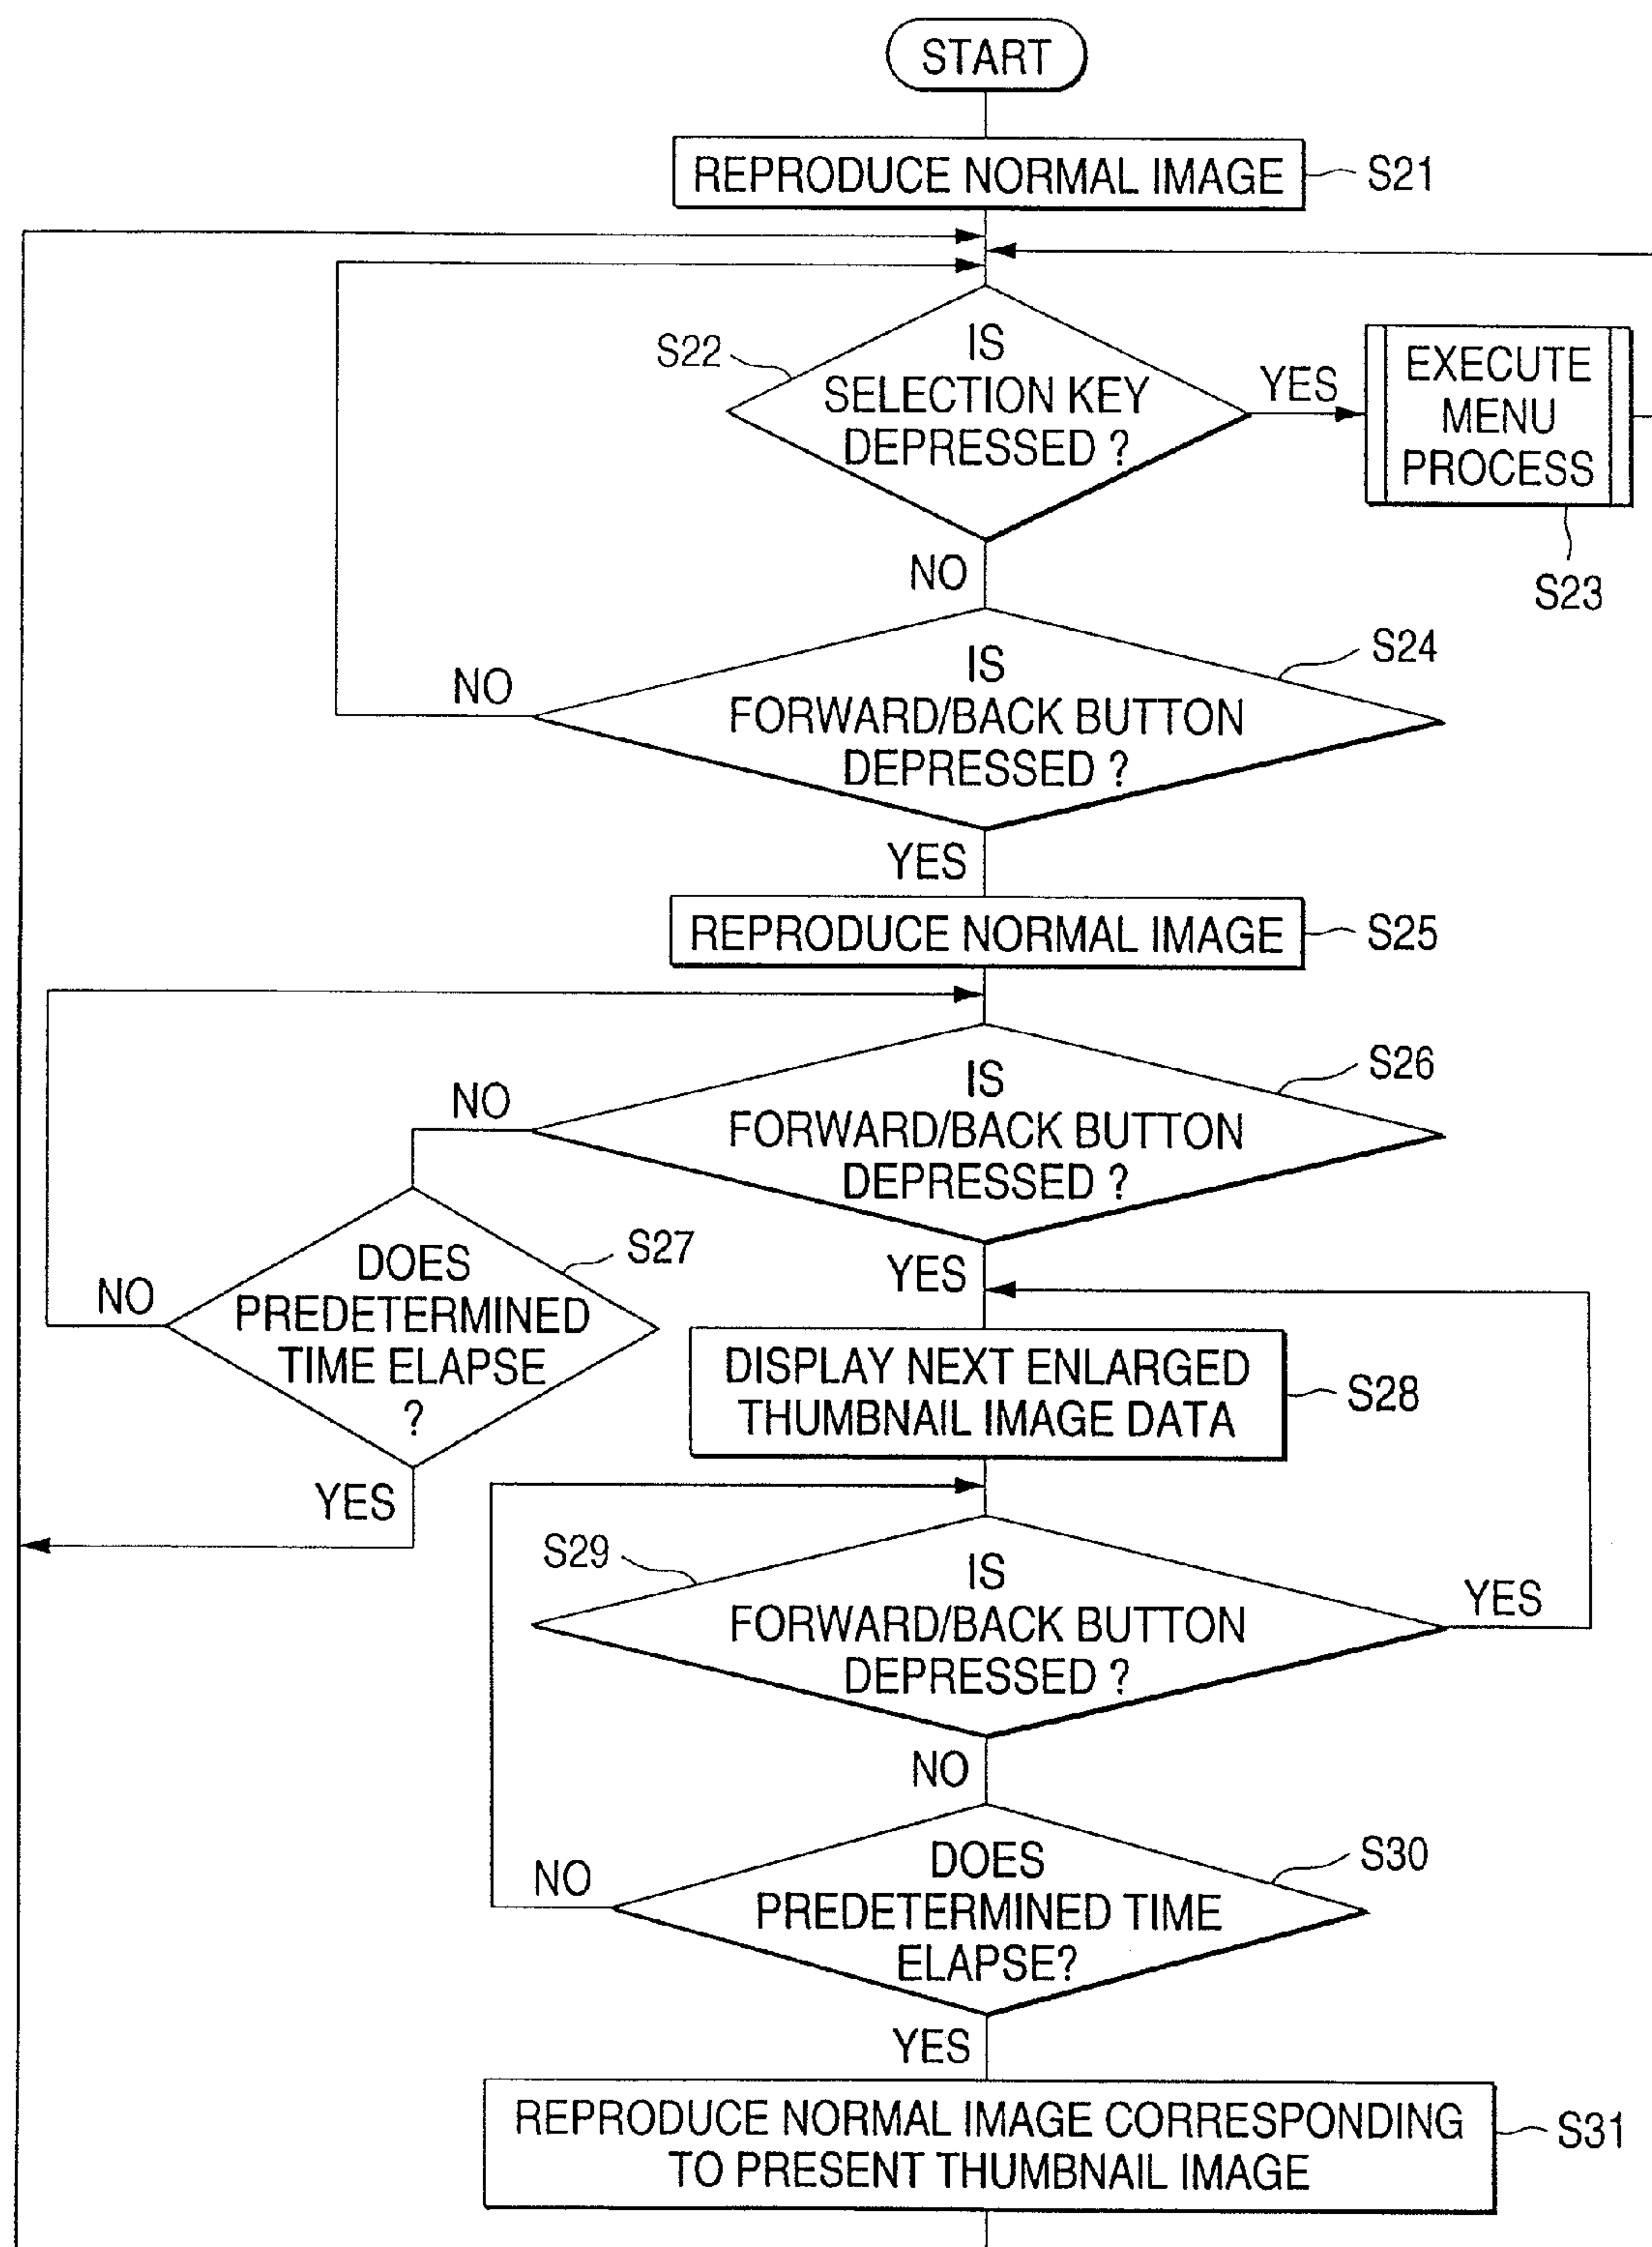 START
REPRODUCE NORMAL IMAGE
S21
S22
IS
SELECTION KEY
DEPRESSED ?
YES
EXECUTE
MENU
PROCESS
S23
NO
S24
IS
FORWARD/BACK BUTTON
DEPRESSED ?
NO
YES
REPRODUCE NORMAL IMAGE
S25
S26
IS
FORWARD/BACK BUTTON
DEPRESSED ?
NO
S27
DOES
PREDETERMINED
TIME ELAPSE
?
NO
YES
YES
DISPLAY NEXT ENLARGED
THUMBNAIL IMAGE DATA
S28
S29
IS
FORWARD/BACK BUTTON
DEPRESSED ?
YES
NO
S30
DOES
PREDETERMINED TIME
ELAPSE?
NO
YES
REPRODUCE NORMAL IMAGE CORRESPONDING
TO PRESENT THUMBNAIL IMAGE
S31